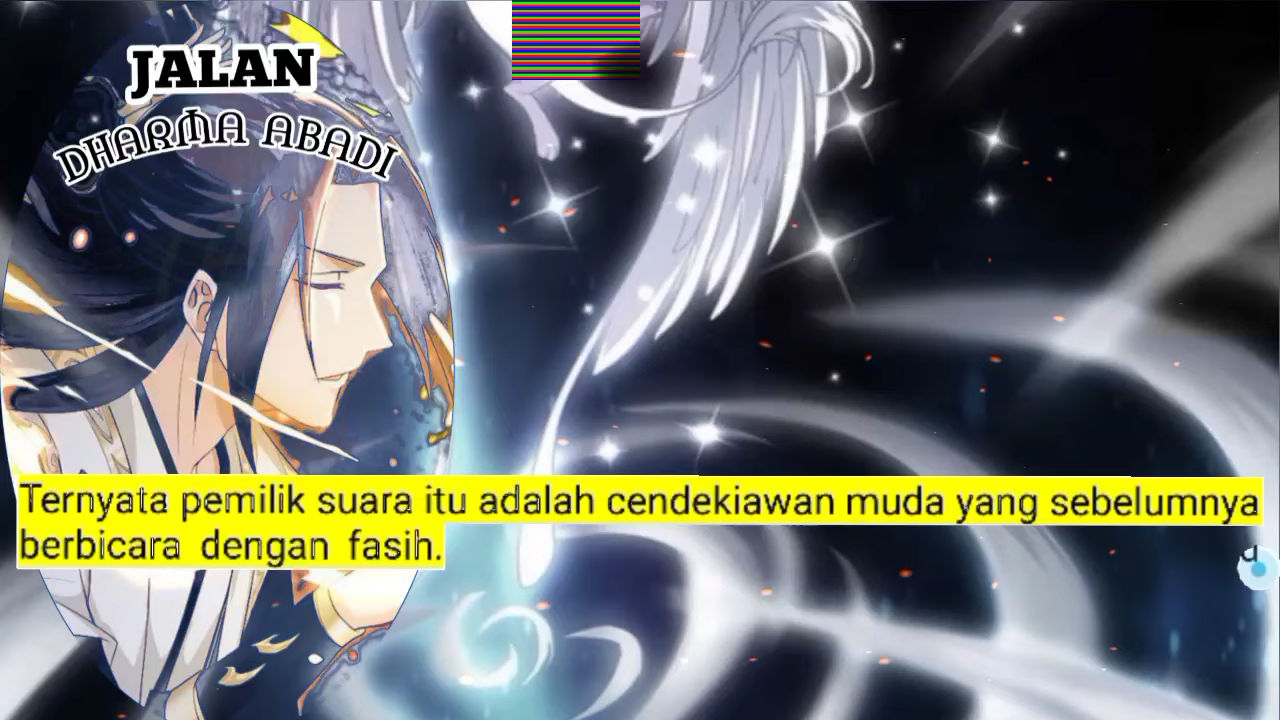 JALAN
DHARMA ABADI
Ternyata pemilik suara itu adalah cendekiawan muda yang sebelumnya
berbicara dengan fasih.